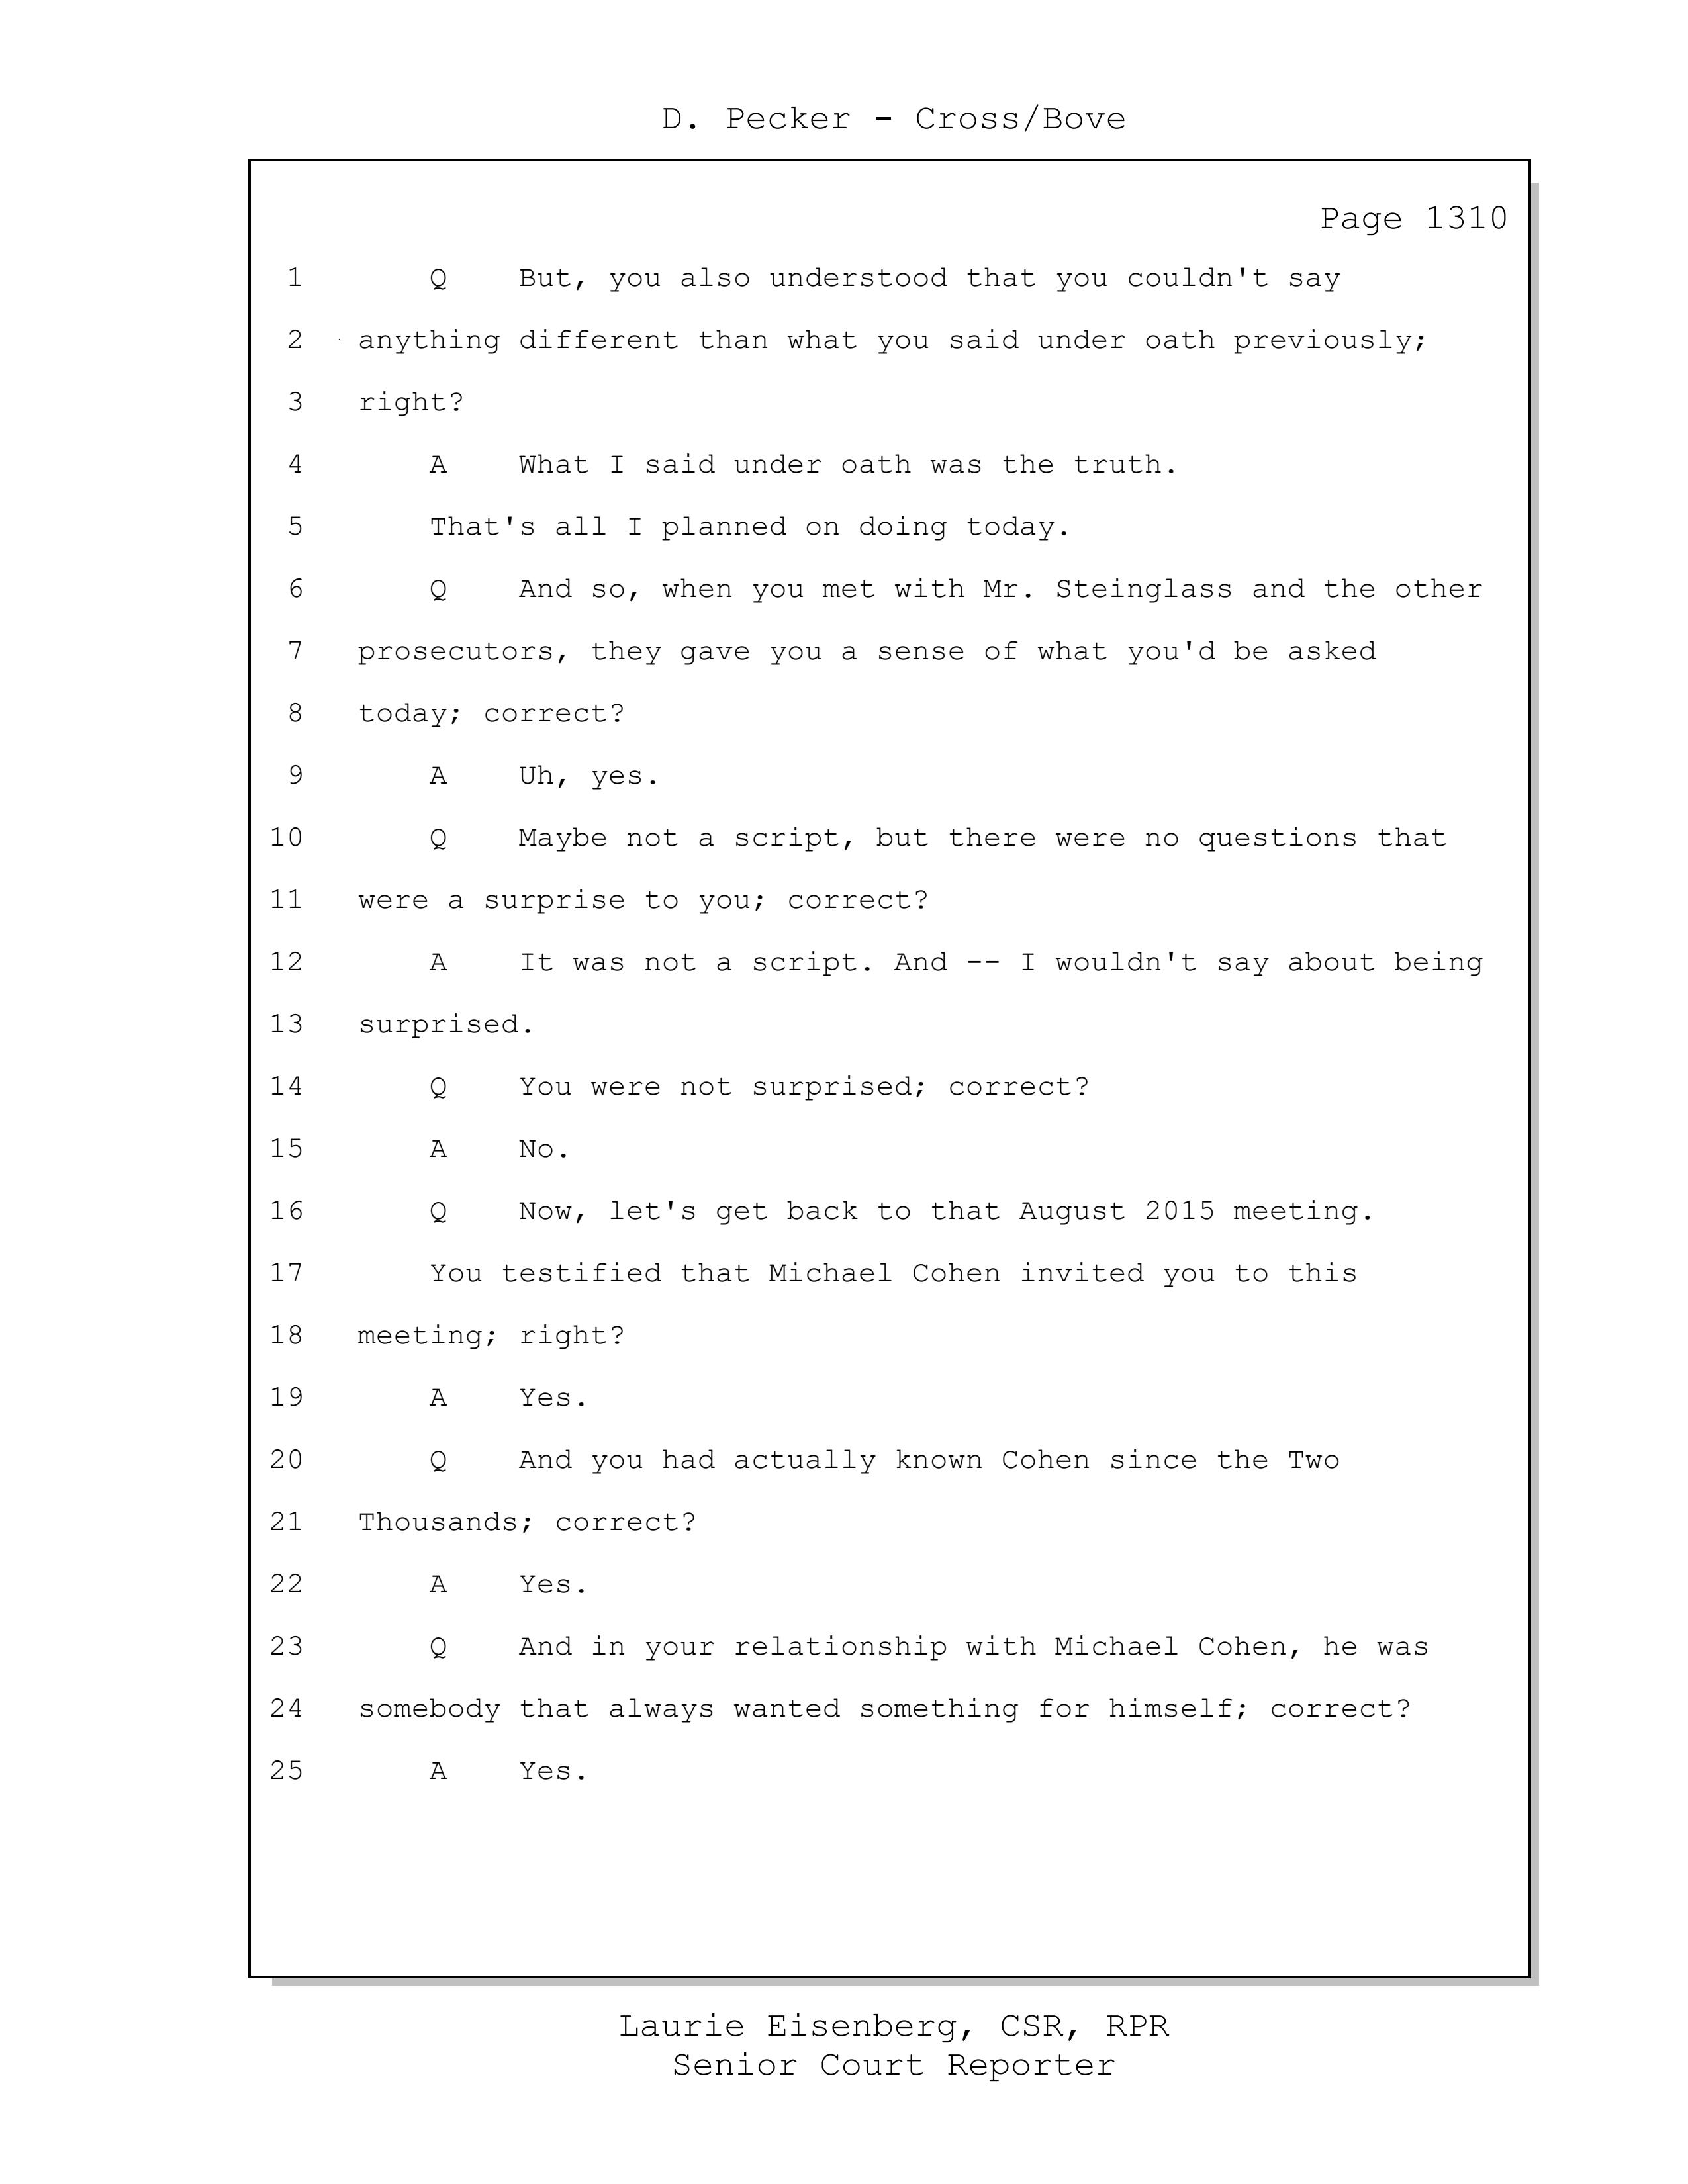 D. Pecker - Cross/Bove
Page 1310
1 Q But, you also understood that you couldn't say
2 anything different than what you said under oath previously;
3 right?
4 A What I said under oath was the truth.
5 That's all I planned on doing today.
6 Q And so, when you met with Mr. Steinglass and the other
7 prosecutors, they gave you a sense of what you'd be asked
8 today; correct?
9 A Uh, yes.
10 Q Maybe not a script, but there were no questions that
11 were a surprise to you; correct?
12 A It was not a script. And -- I wouldn't say about being
13 surprised.
14 Q You were not surprised; correct?
15 A No.
16 Q Now, let's get back to that August 2015 meeting.
17 You testified that Michael Cohen invited you to this
18 meeting; right?
19 A Yes.
20 Q And you had actually known Cohen since the Two
21 Thousands; correct?
22 A Yes.
23 Q And in your relationship with Michael Cohen, he was
24 somebody that always wanted something for himself; correct?
25 A Yes.
Laurie Eisenberg, CSR, RPR
Senior Court Reporter